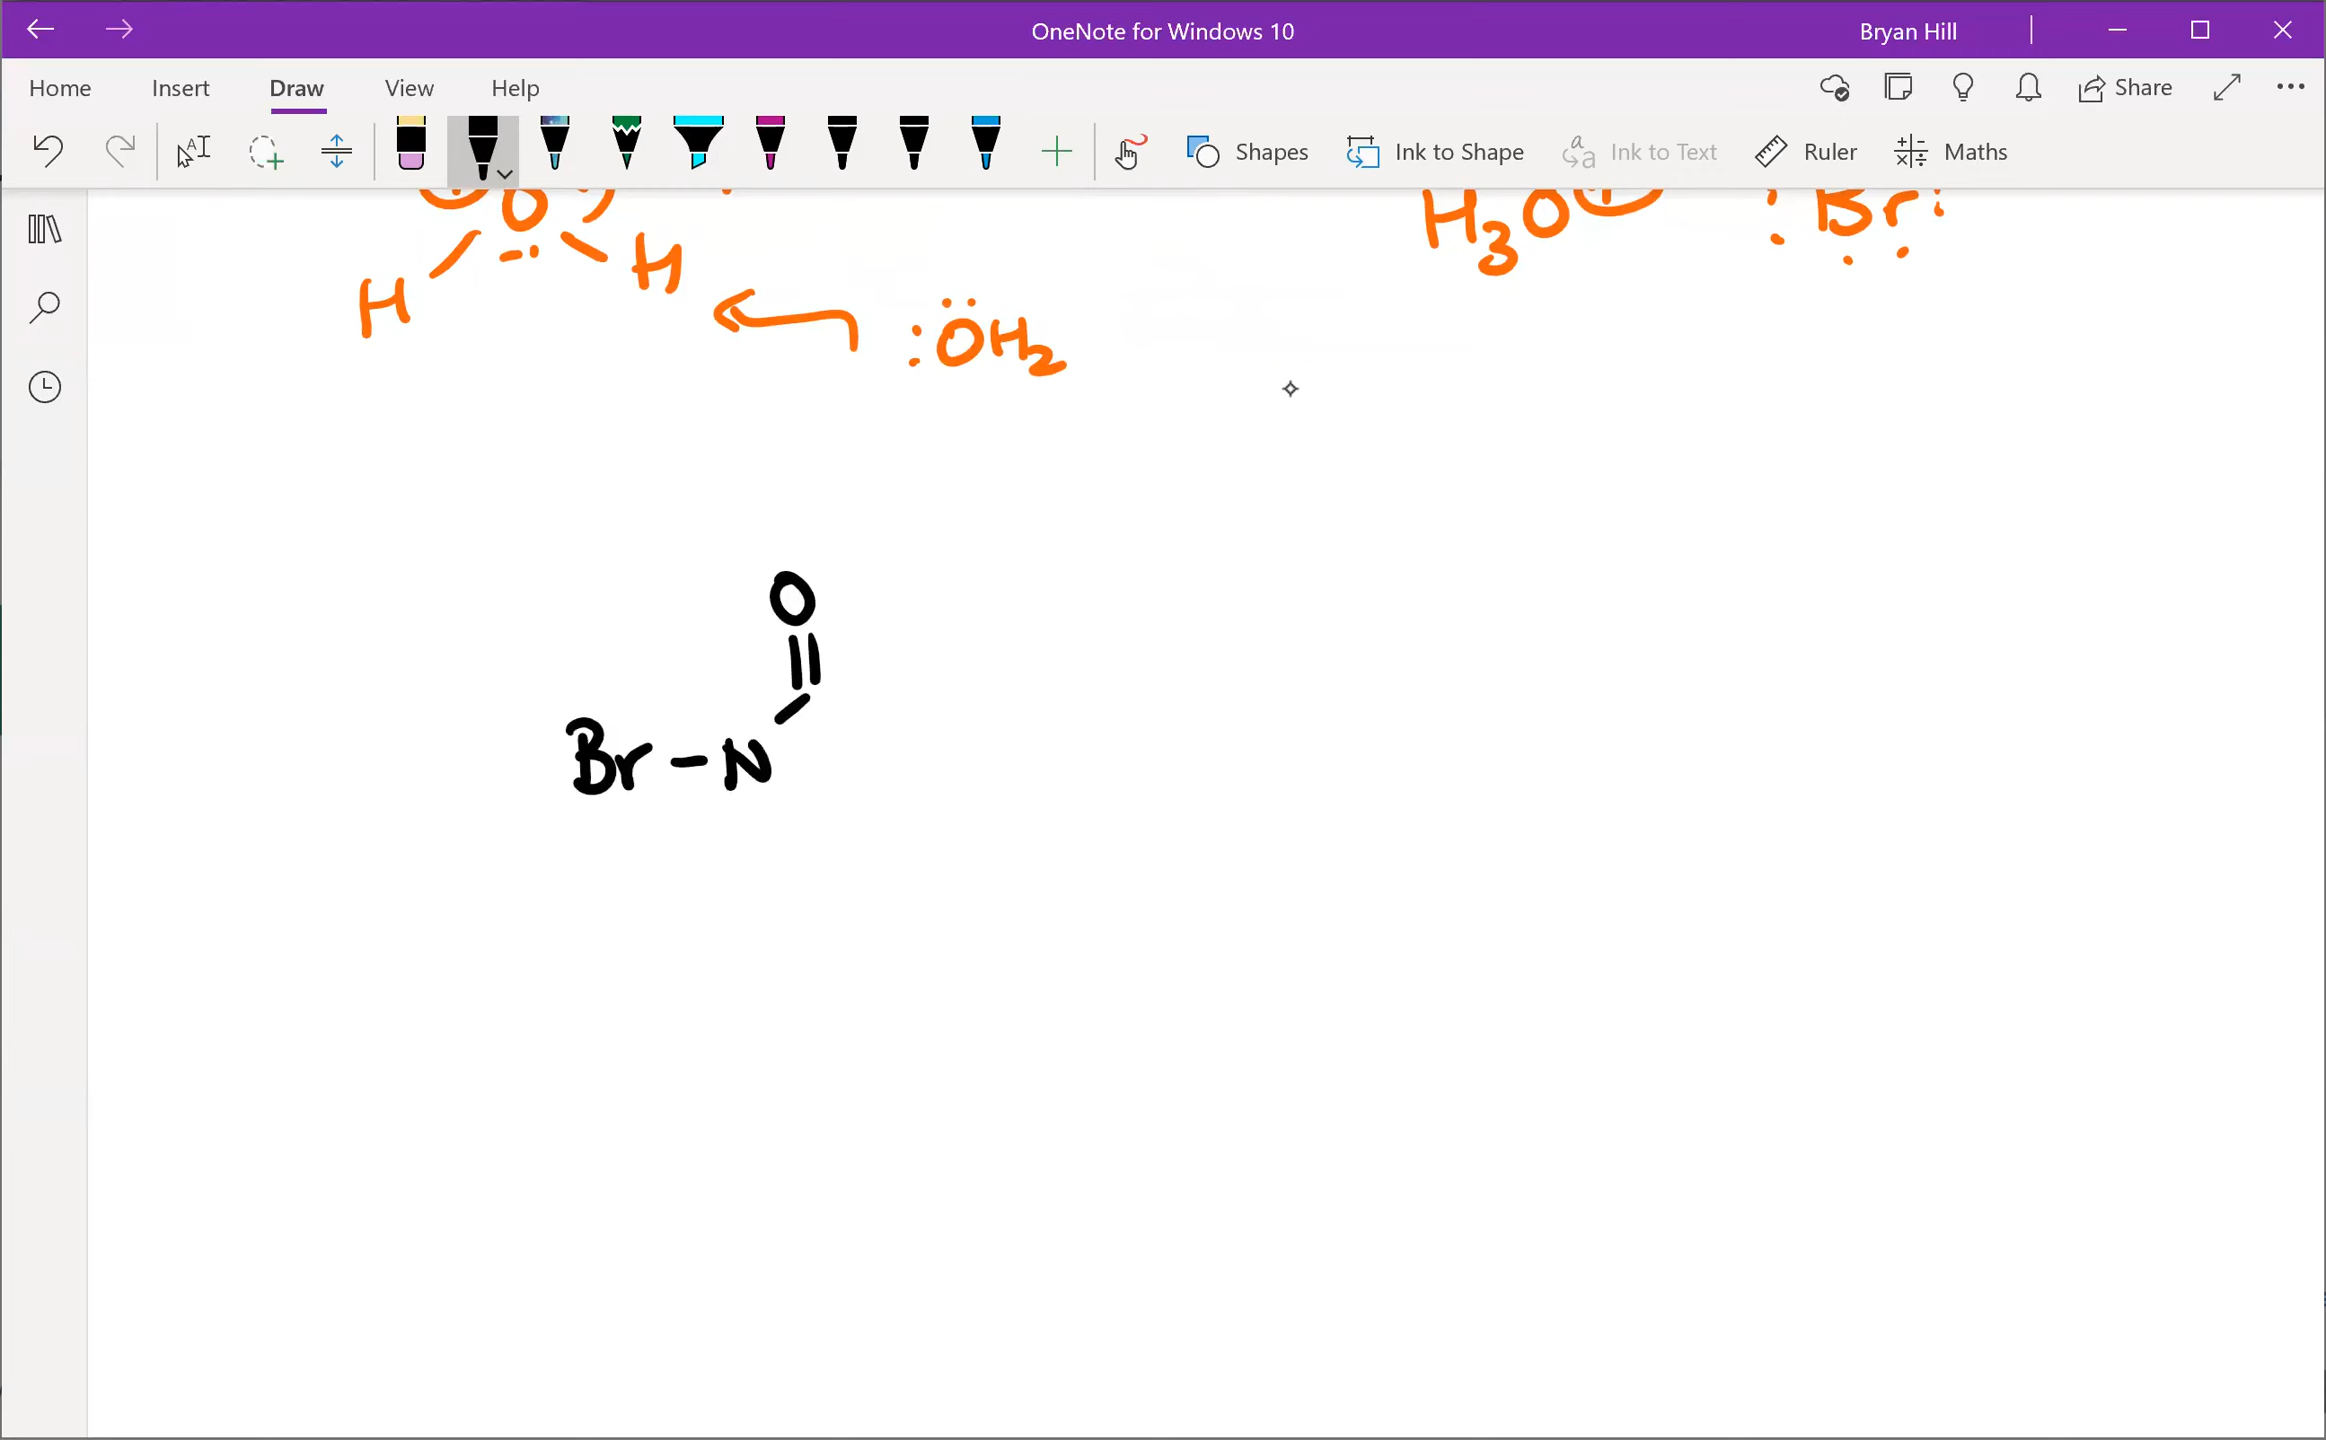 OneNote for Windows 10 Bryan Hill
Home Insert Draw View Help Share
Shapes Ink to Shape Ink to Text Ruler Maths
O H₃O⊕ :Br:
H
H
:ÖH₂
O
Br – N